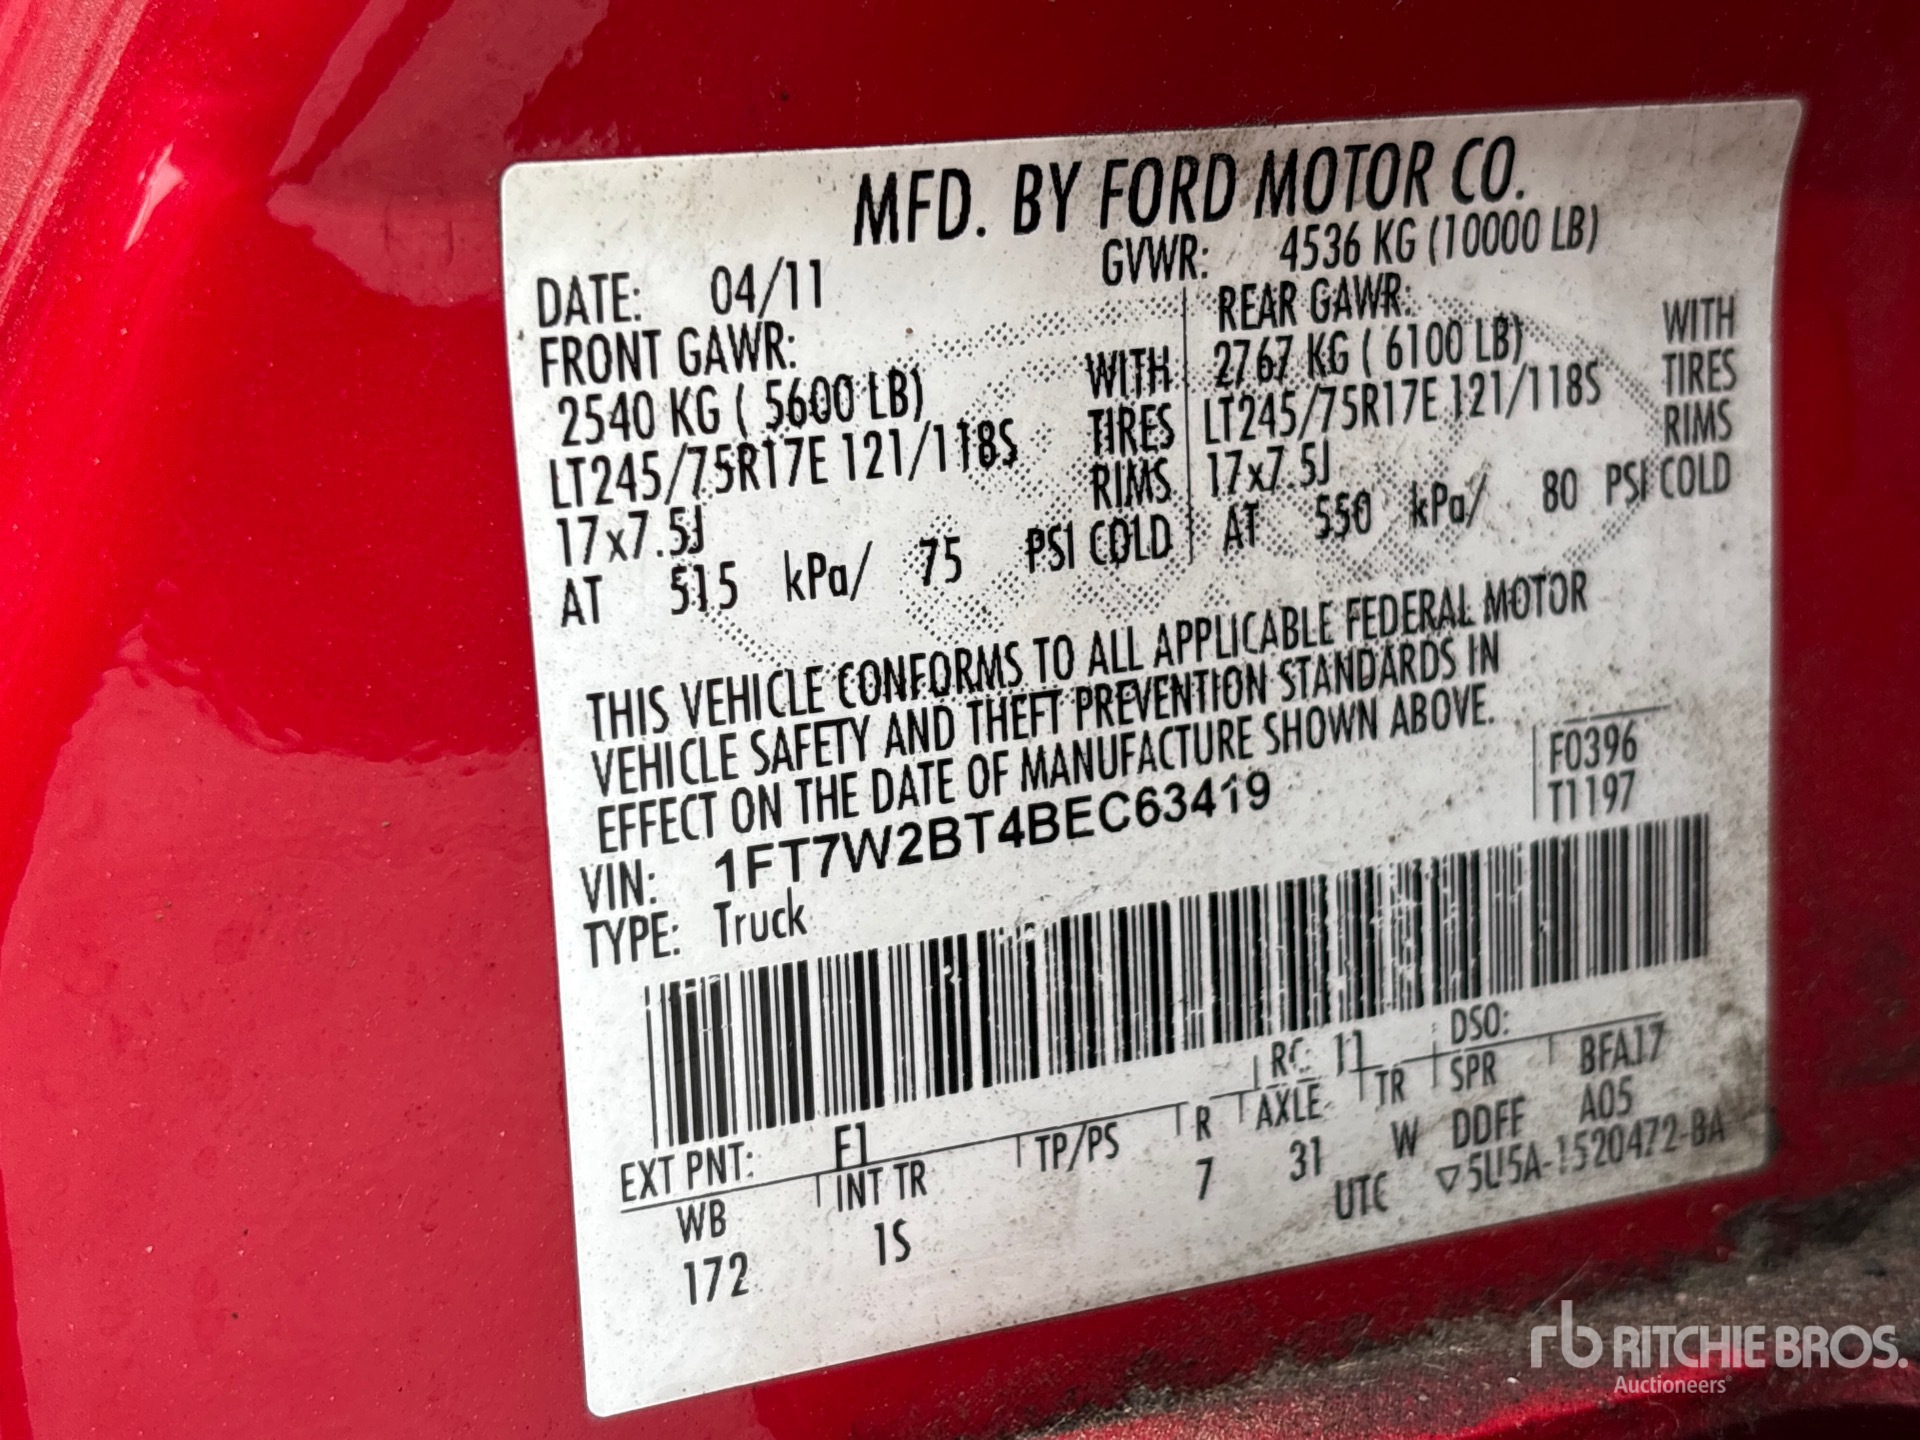 MFD. BY FORD MOTOR CO.
DATE: 04/11 GVWR: 4536 KG (10000 LB)
FRONT GAWR: REAR GAWR:
2540 KG ( 5600 LB) WITH 2767 KG ( 6100 LB) WITH
LT245/75R17E 121/118S TIRES LT245/75R17E 121/118S TIRES
17x7.5J RIMS 17x7.5J RIMS
AT 515 kPa/ 75 PSI COLD AT 550 kPa/ 80 PSI COLD
THIS VEHICLE CONFORMS TO ALL APPLICABLE FEDERAL MOTOR
VEHICLE SAFETY AND THEFT PREVENTION STANDARDS IN
EFFECT ON THE DATE OF MANUFACTURE SHOWN ABOVE.
VIN: 1FT7W2BT4BEC63419
F0396
T1197
TYPE: Truck
EXT PNT: F1 RC: 11 DSO:
WB INT TR TP/PS R AXLE TR SPR BFA17
172 1S 7 31 W DDFF A05
UTC ▽5U5A-1520472-BA
rb RITCHIE BROS.
Auctioneers